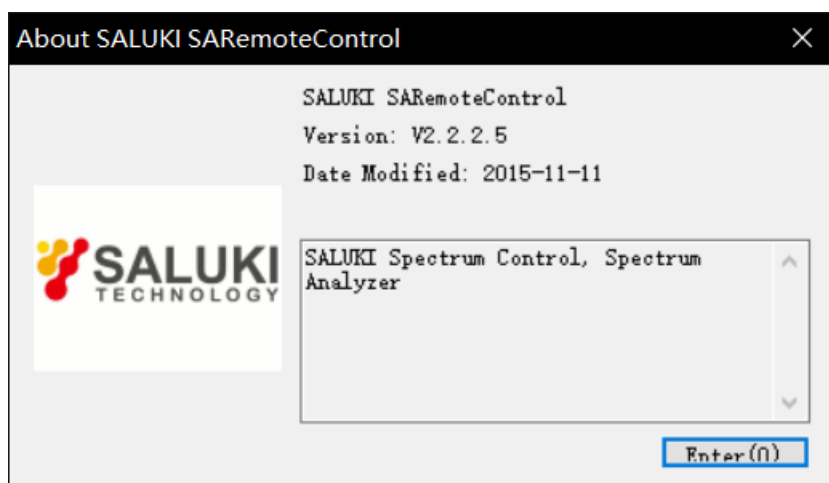 About SALUKI SARemoteControl
SALUKI SARemoteControl
Version: V2.2.2.5
Date Modified: 2015-11-11
SALUKI
TECHNOLOGY
SALUKI Spectrum Control, Spectrum
Analyzer
Enter(O)